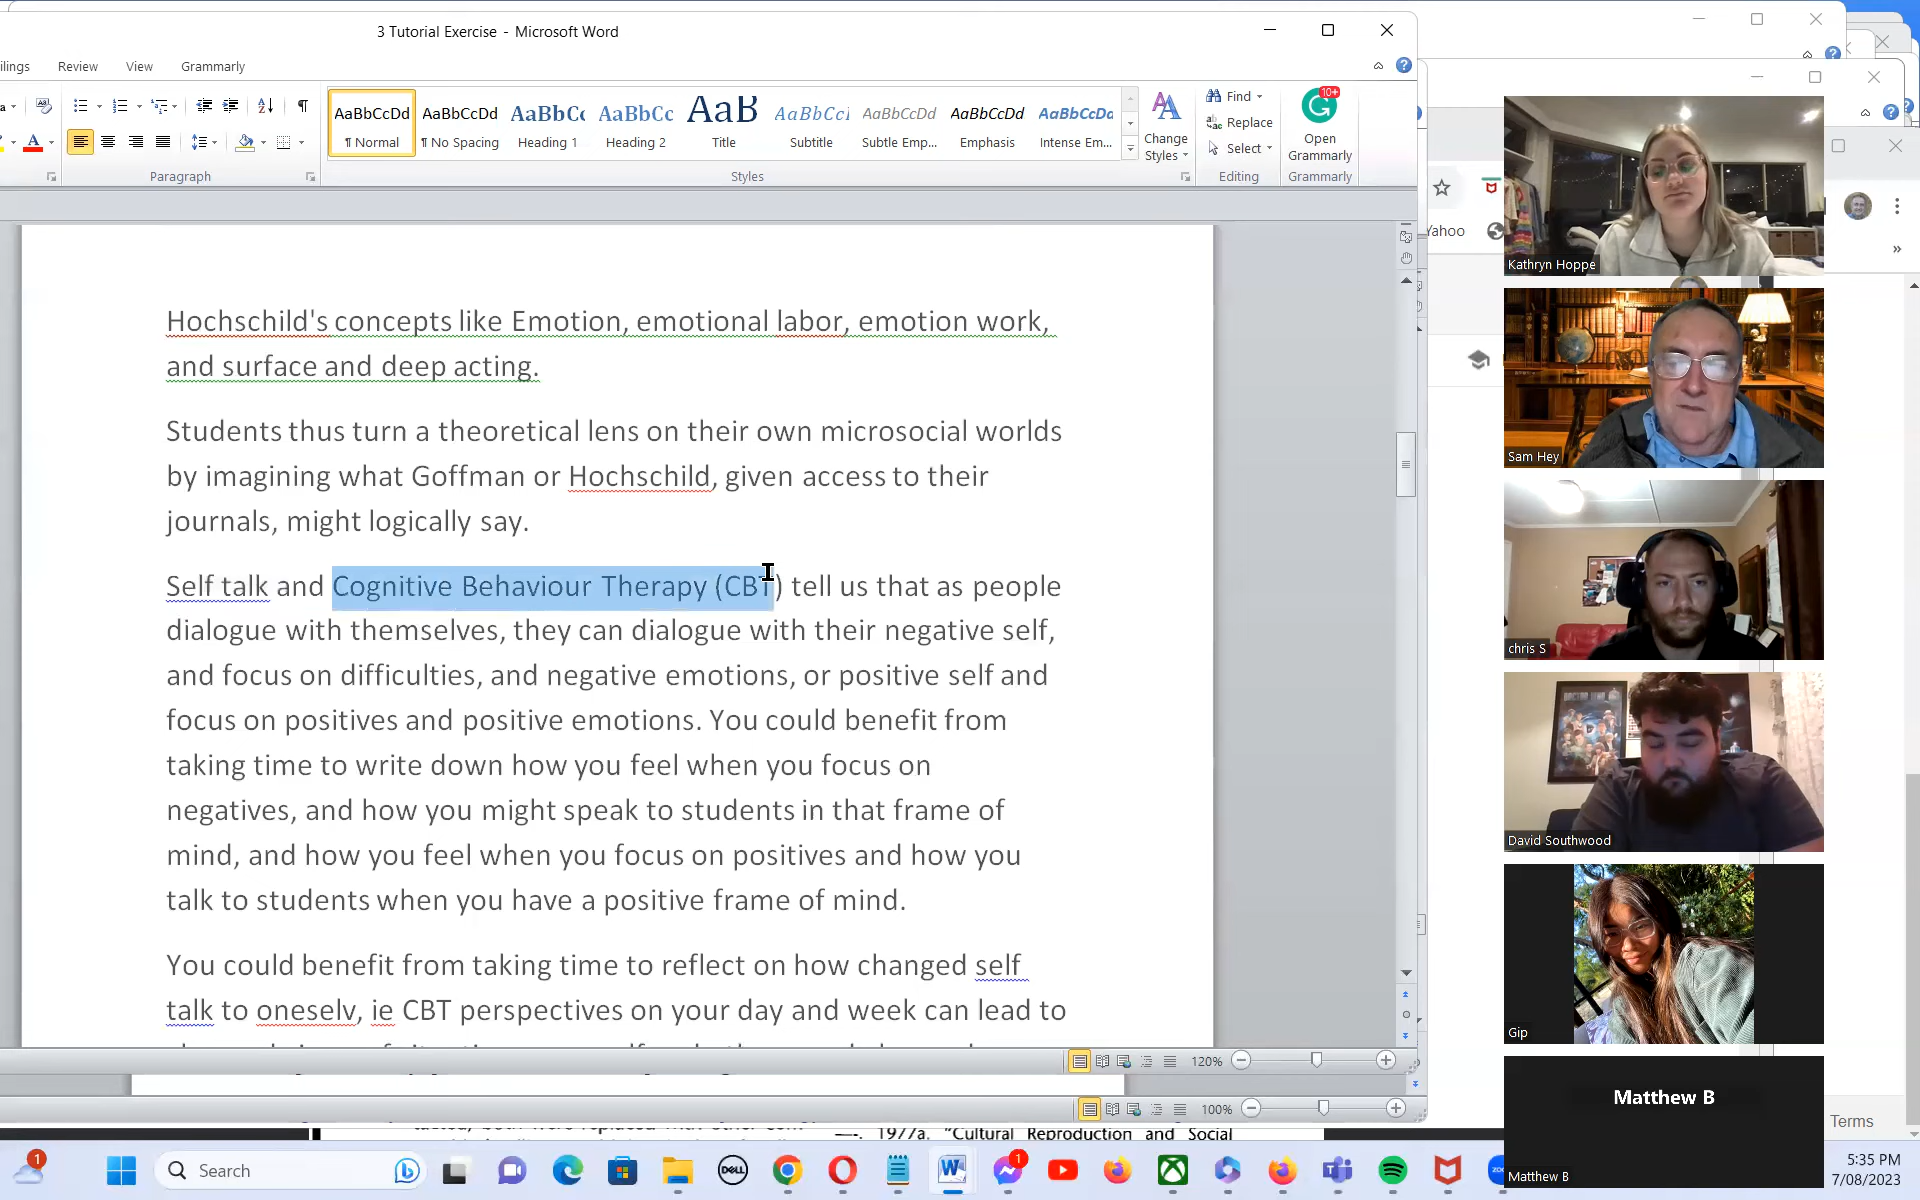 3 Tutorial Exercise - Microsoft Word
ilings Review View Grammarly
AaBbCcDd AaBbCcDd AaBbCc AaBbCc AaB AaBbCcI AaBbCcDd AaBbCcDd AaBbCcDc
¶ Normal ¶ No Spacing Heading 1 Heading 2 Title Subtitle Subtle Emp... Emphasis Intense Em...
Change Styles
Find
Replace
Select
10+
Open Grammarly
Paragraph Styles Editing Grammarly
Yahoo
Hochschild's concepts like Emotion, emotional labor, emotion work,
and surface and deep acting.
Students thus turn a theoretical lens on their own microsocial worlds
by imagining what Goffman or Hochschild, given access to their
journals, might logically say.
Self talk and Cognitive Behaviour Therapy (CBT) tell us that as people
dialogue with themselves, they can dialogue with their negative self,
and focus on difficulties, and negative emotions, or positive self and
focus on positives and positive emotions. You could benefit from
taking time to write down how you feel when you focus on
negatives, and how you might speak to students in that frame of
mind, and how you feel when you focus on positives and how you
talk to students when you have a positive frame of mind.
You could benefit from taking time to reflect on how changed self
talk to oneselv, ie CBT perspectives on your day and week can lead to
120%
100%
1977a. "Cultural Reproduction and Social
Kathryn Hoppe
Sam Hey
chris S
David Southwood
Gip
Matthew B
Matthew B
Terms
1
Search
DELL
1
5:35 PM
7/08/2023